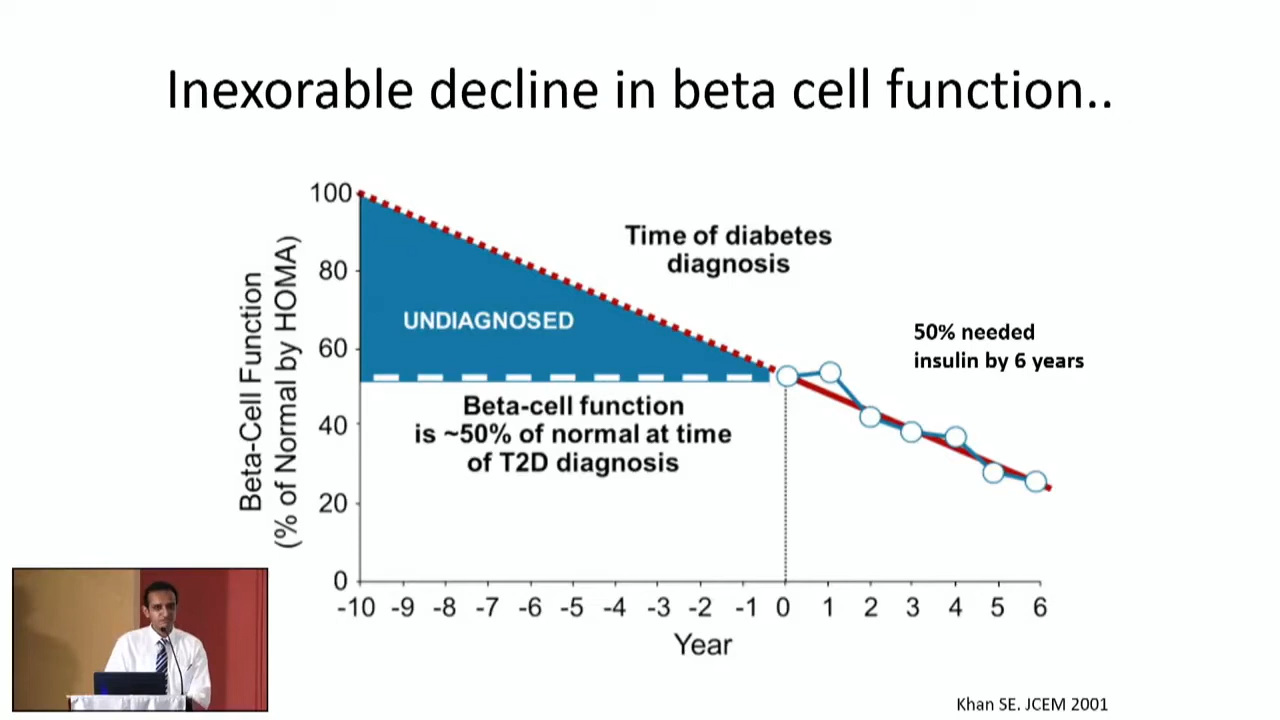 Inexorable decline in beta cell function..
100
80
60
40
20
0
Beta-Cell Function
(% of Normal by HOMA)
UNDIAGNOSED
Time of diabetes
diagnosis
50% needed
insulin by 6 years
Beta-cell function
is ~50% of normal at time
of T2D diagnosis
-10 -9 -8 -7 -6 -5 -4 -3 -2 -1 0 1 2 3 4 5 6
Year
Khan SE. JCEM 2001